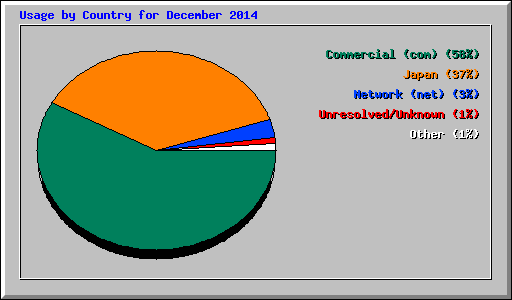 Usage by Country for December 2014
Commercial (com) (58%)
Japan (37%)
Network (net) (3%)
Unresolved/Unknown (1%)
Other (1%)